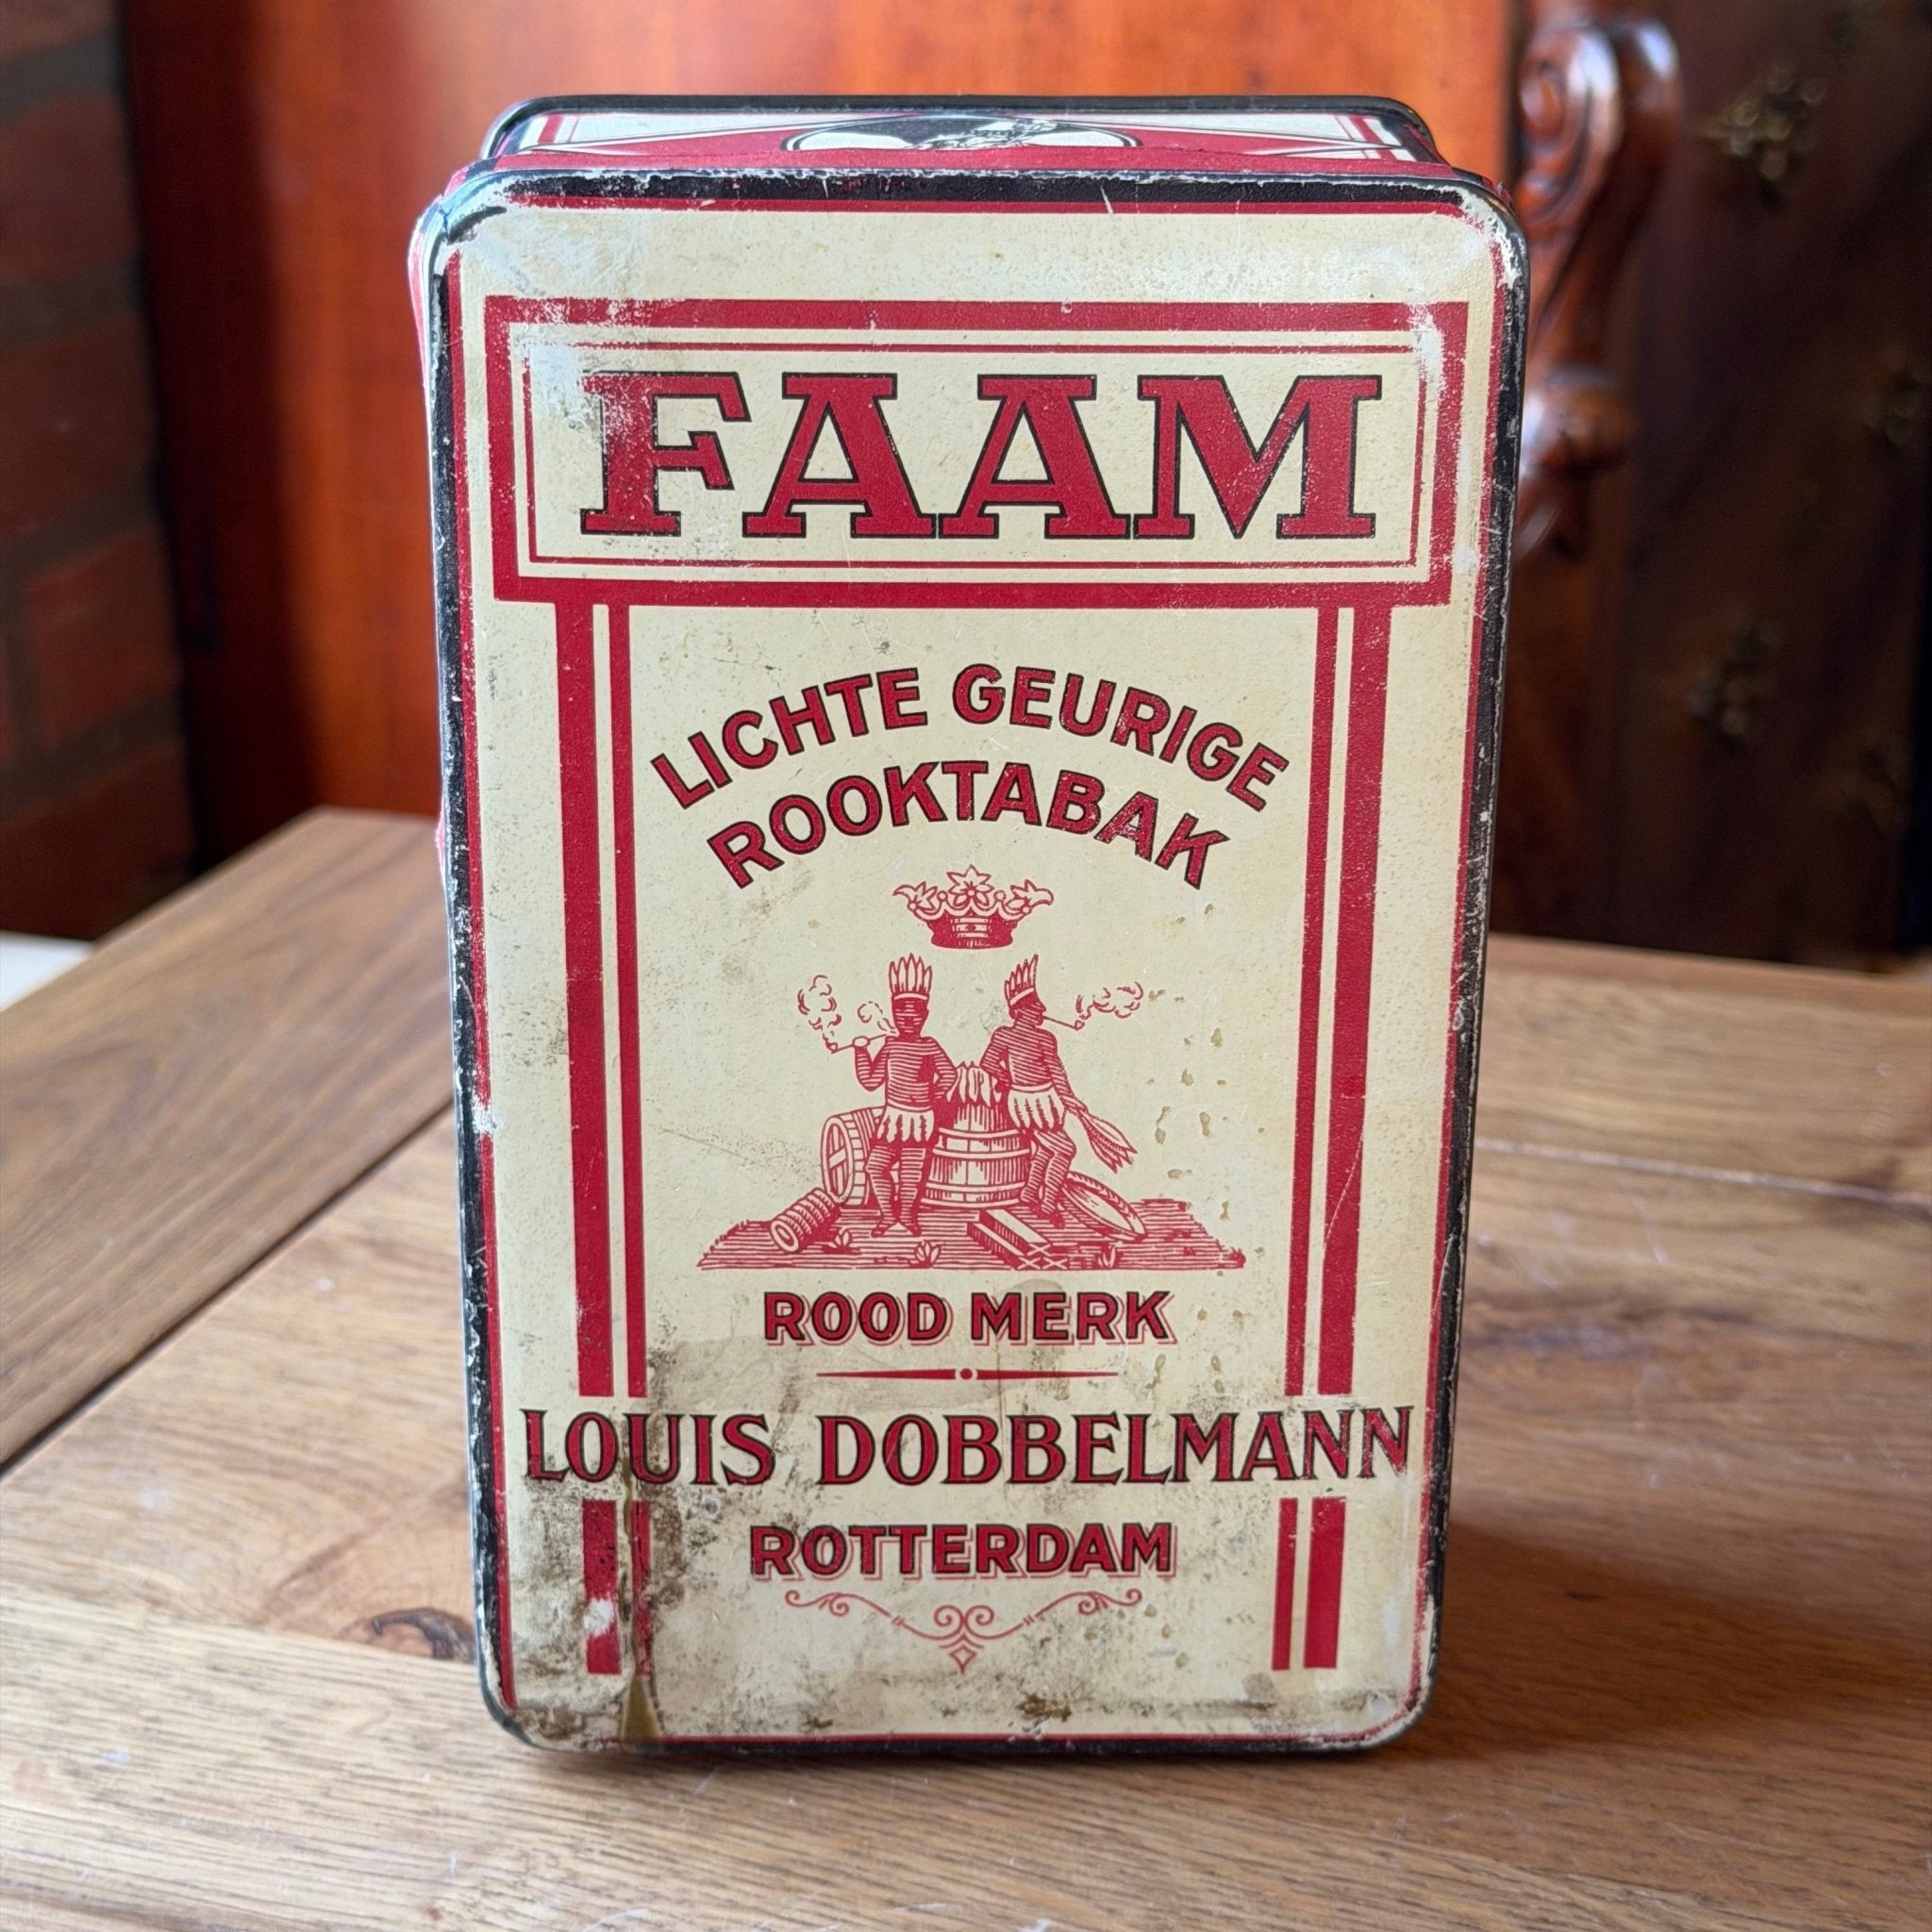 FAAM
LICHTE GEURIGE
ROOKTABAK
ROOD MERK
LOUIS DOBBELMANN
ROTTERDAM